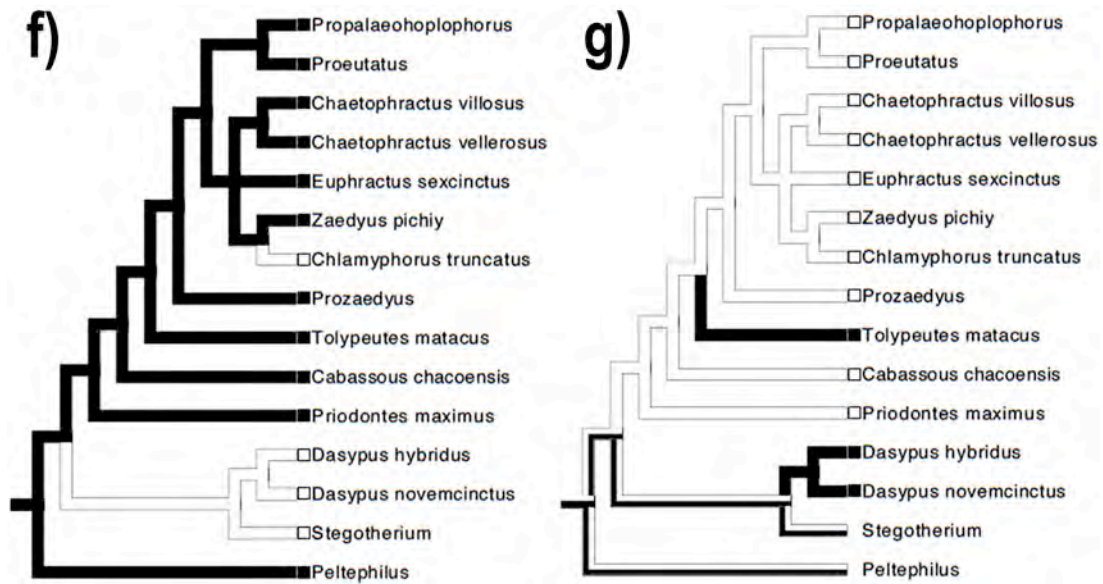 f)
Propalaeohoplophorus
Proeutatus
Chaetophractus villosus
Chaetophractus vellerosus
Euphractus sexcinctus
Zaedyus pichiy
Chlamyphorus truncatus
Prozaedyus
Tolypeutes matacus
Cabassous chacoensis
Priodontes maximus
Dasypus hybridus
Dasypus novemcinctus
Stegotherium
Peltephilus
g)
Propalaeohoplophorus
Proeutatus
Chaetophractus villosus
Chaetophractus vellerosus
Euphractus sexcinctus
Zaedyus pichiy
Chlamyphorus truncatus
Prozaedyus
Tolypeutes matacus
Cabassous chacoensis
Priodontes maximus
Dasypus hybridus
Dasypus novemcinctus
Stegotherium
Peltephilus